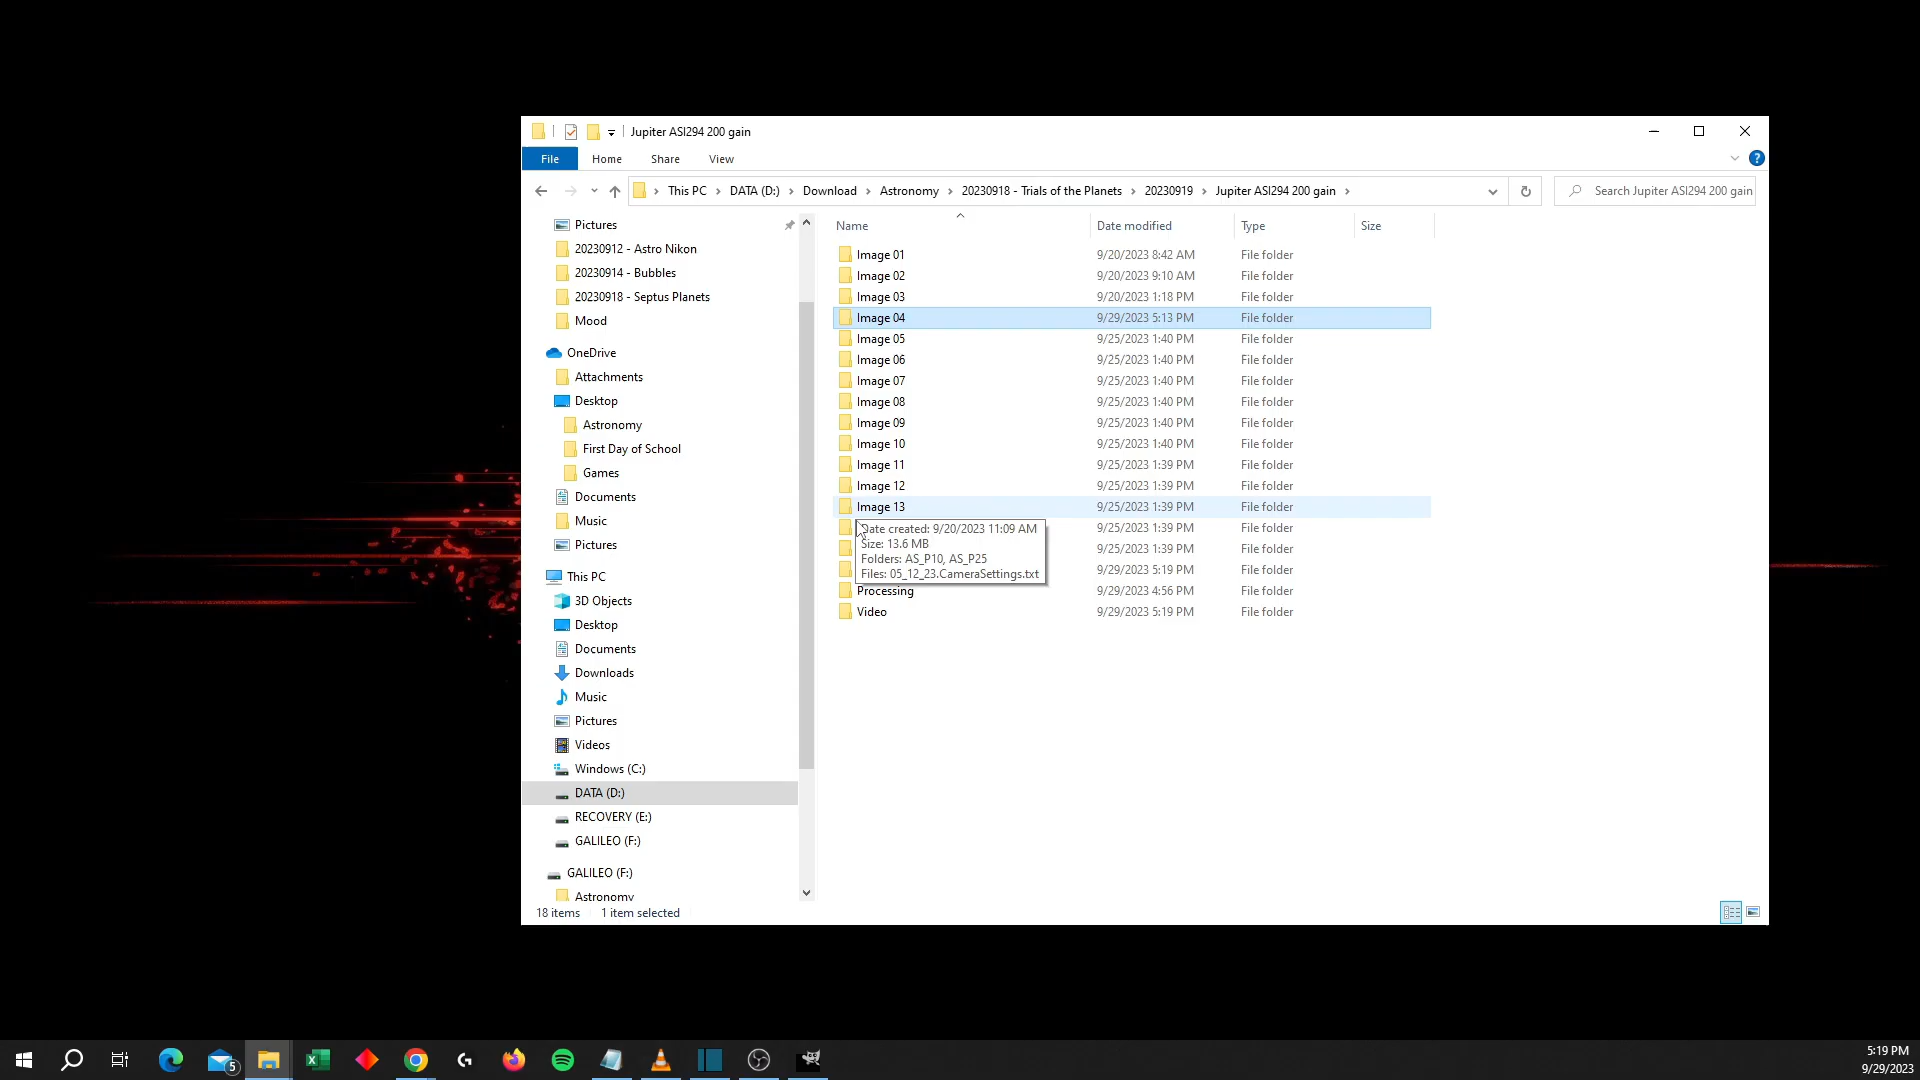 Jupiter ASI294 200 gain
File Home Share View
This PC DATA (D:) Download Astronomy 20230918 - Trials of the Planets 20230919 Jupiter ASI294 200 gain Search Jupiter ASI294 200 gain
Pictures
20230912 - Astro Nikon
20230914 - Bubbles
20230918 - Septus Planets
Mood
OneDrive
Attachments
Desktop
Astronomy
First Day of School
Games
Documents
Music
Pictures
This PC
3D Objects
Desktop
Documents
Downloads
Music
Pictures
Videos
Windows (C:)
DATA (D:)
RECOVERY (E:)
GALILEO (F:)
GALILEO (F:)
Astronomy
Name Date modified Type Size
Image 01 9/20/2023 8:42 AM File folder
Image 02 9/20/2023 9:10 AM File folder
Image 03 9/20/2023 1:18 PM File folder
Image 04 9/29/2023 5:13 PM File folder
Image 05 9/25/2023 1:40 PM File folder
Image 06 9/25/2023 1:40 PM File folder
Image 07 9/25/2023 1:40 PM File folder
Image 08 9/25/2023 1:40 PM File folder
Image 09 9/25/2023 1:40 PM File folder
Image 10 9/25/2023 1:40 PM File folder
Image 11 9/25/2023 1:39 PM File folder
Image 12 9/25/2023 1:39 PM File folder
Image 13 9/25/2023 1:39 PM File folder
9/25/2023 1:39 PM File folder
9/25/2023 1:39 PM File folder
9/29/2023 5:19 PM File folder
Date created: 9/20/2023 11:09 AM
Size: 13.6 MB
Folders: AS_P10, AS_P25
Files: 05_12_23.CameraSettings.txt
Processing 9/29/2023 4:56 PM File folder
Video 9/29/2023 5:19 PM File folder
18 items 1 item selected
5
5:19 PM
9/29/2023